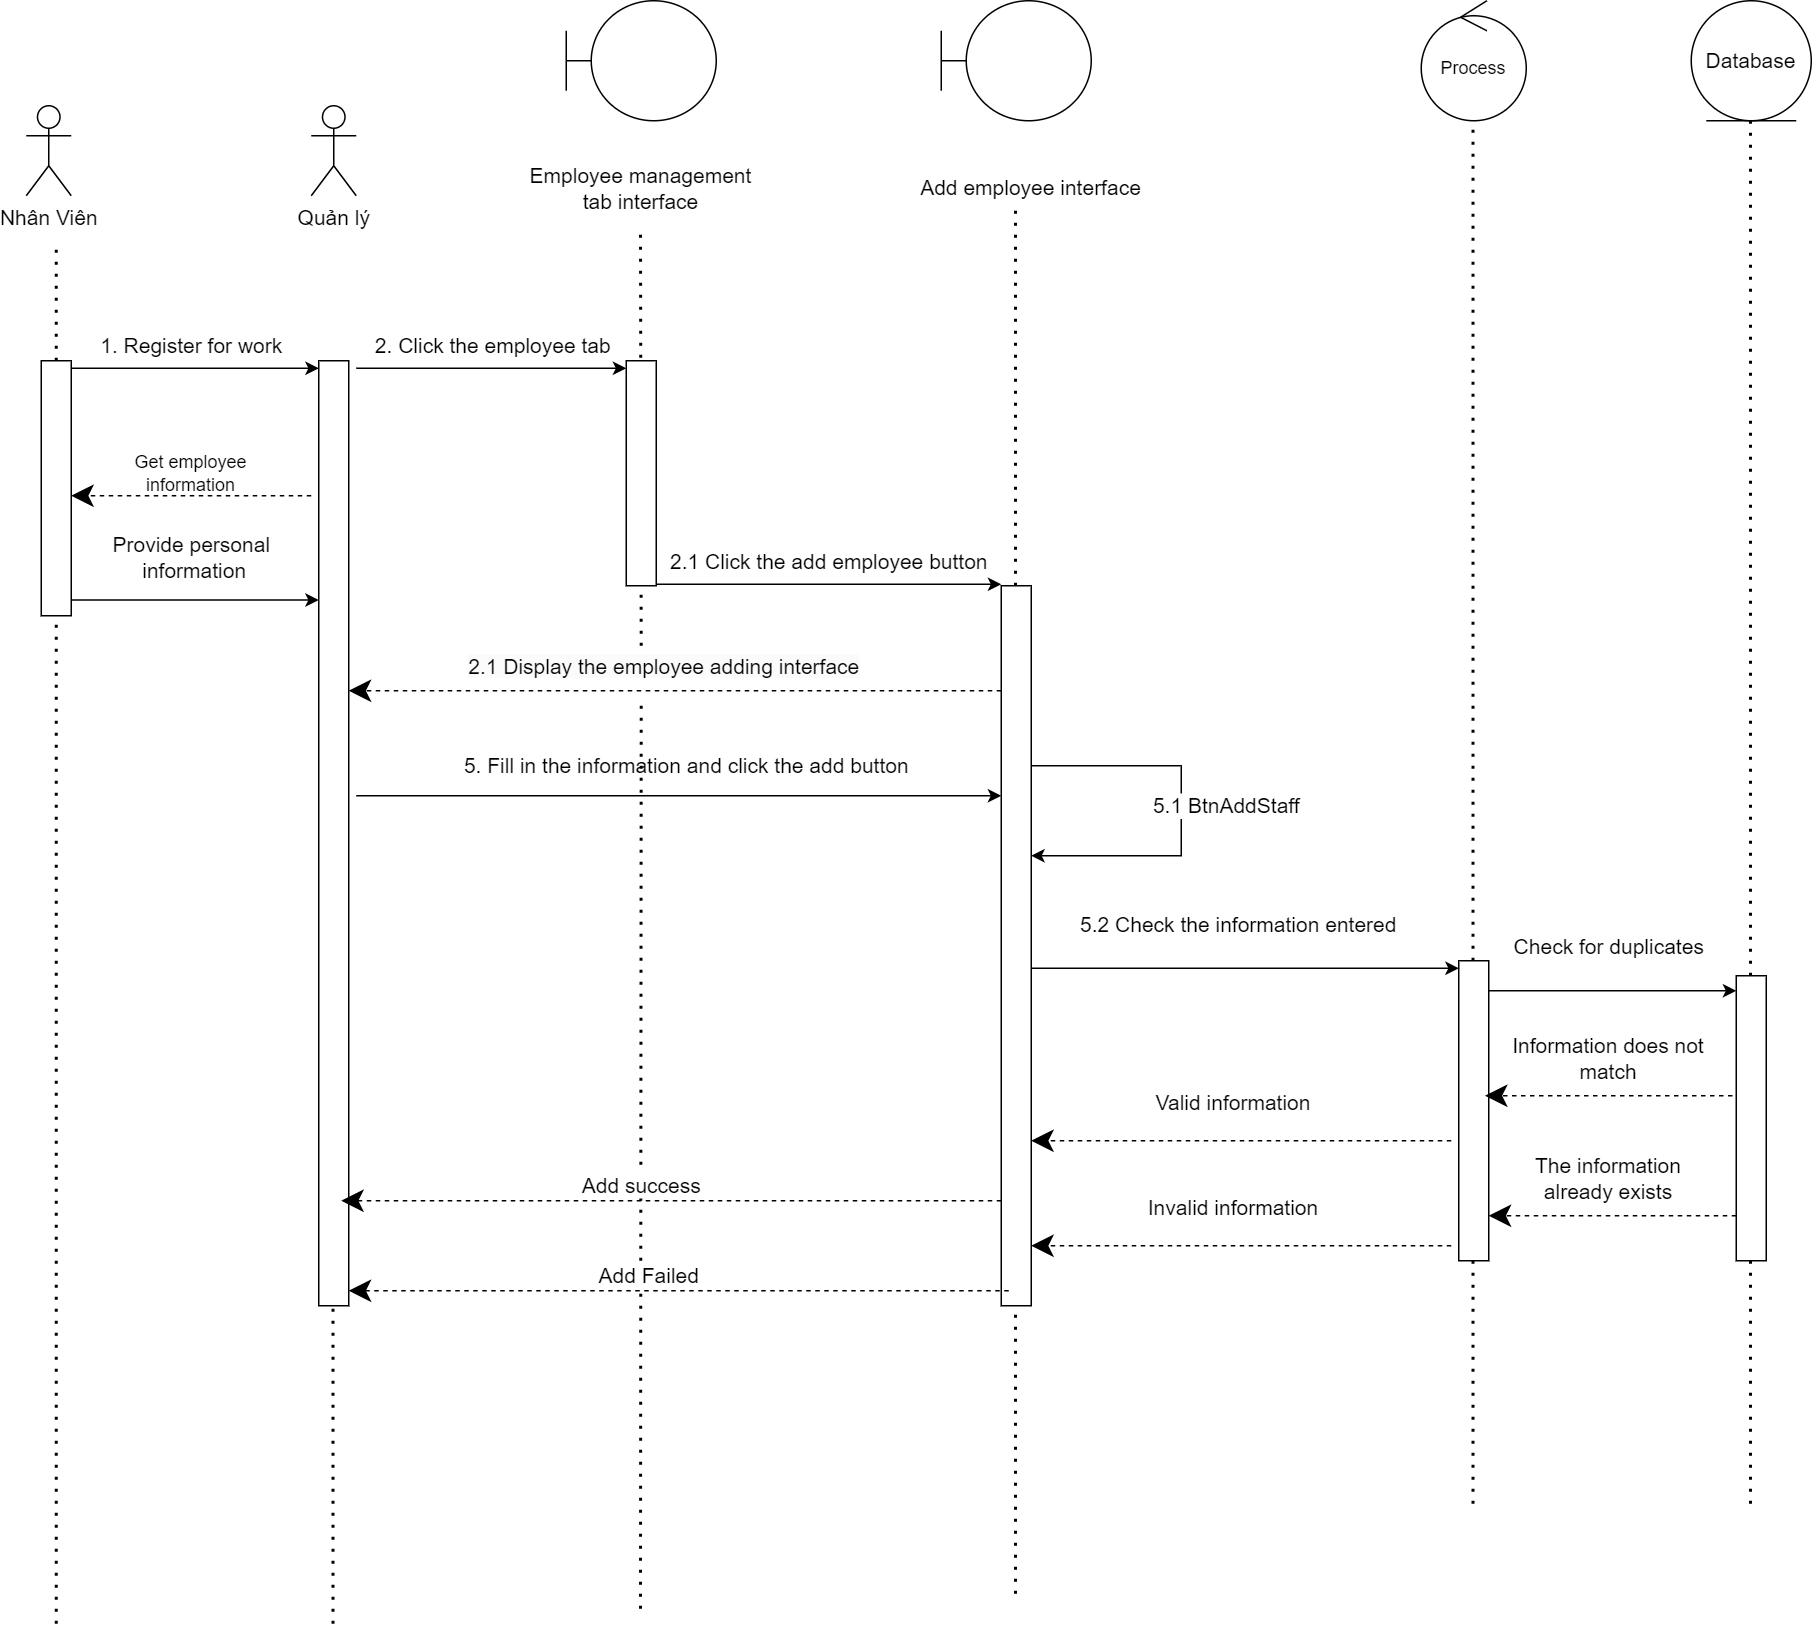 Process
Database
Employee management
tab interface
Add employee interface
Nhân Viên
Quản lý
1. Register for work
2. Click the employee tab
Get employee
information
Provide personal
information
2.1 Click the add employee button
2.1 Display the employee adding interface
5. Fill in the information and click the add button
5.1 BtnAddStaff
5.2 Check the information entered
Check for duplicates
Information does not
match
Valid information
The information
already exists
Add success
Invalid information
Add Failed